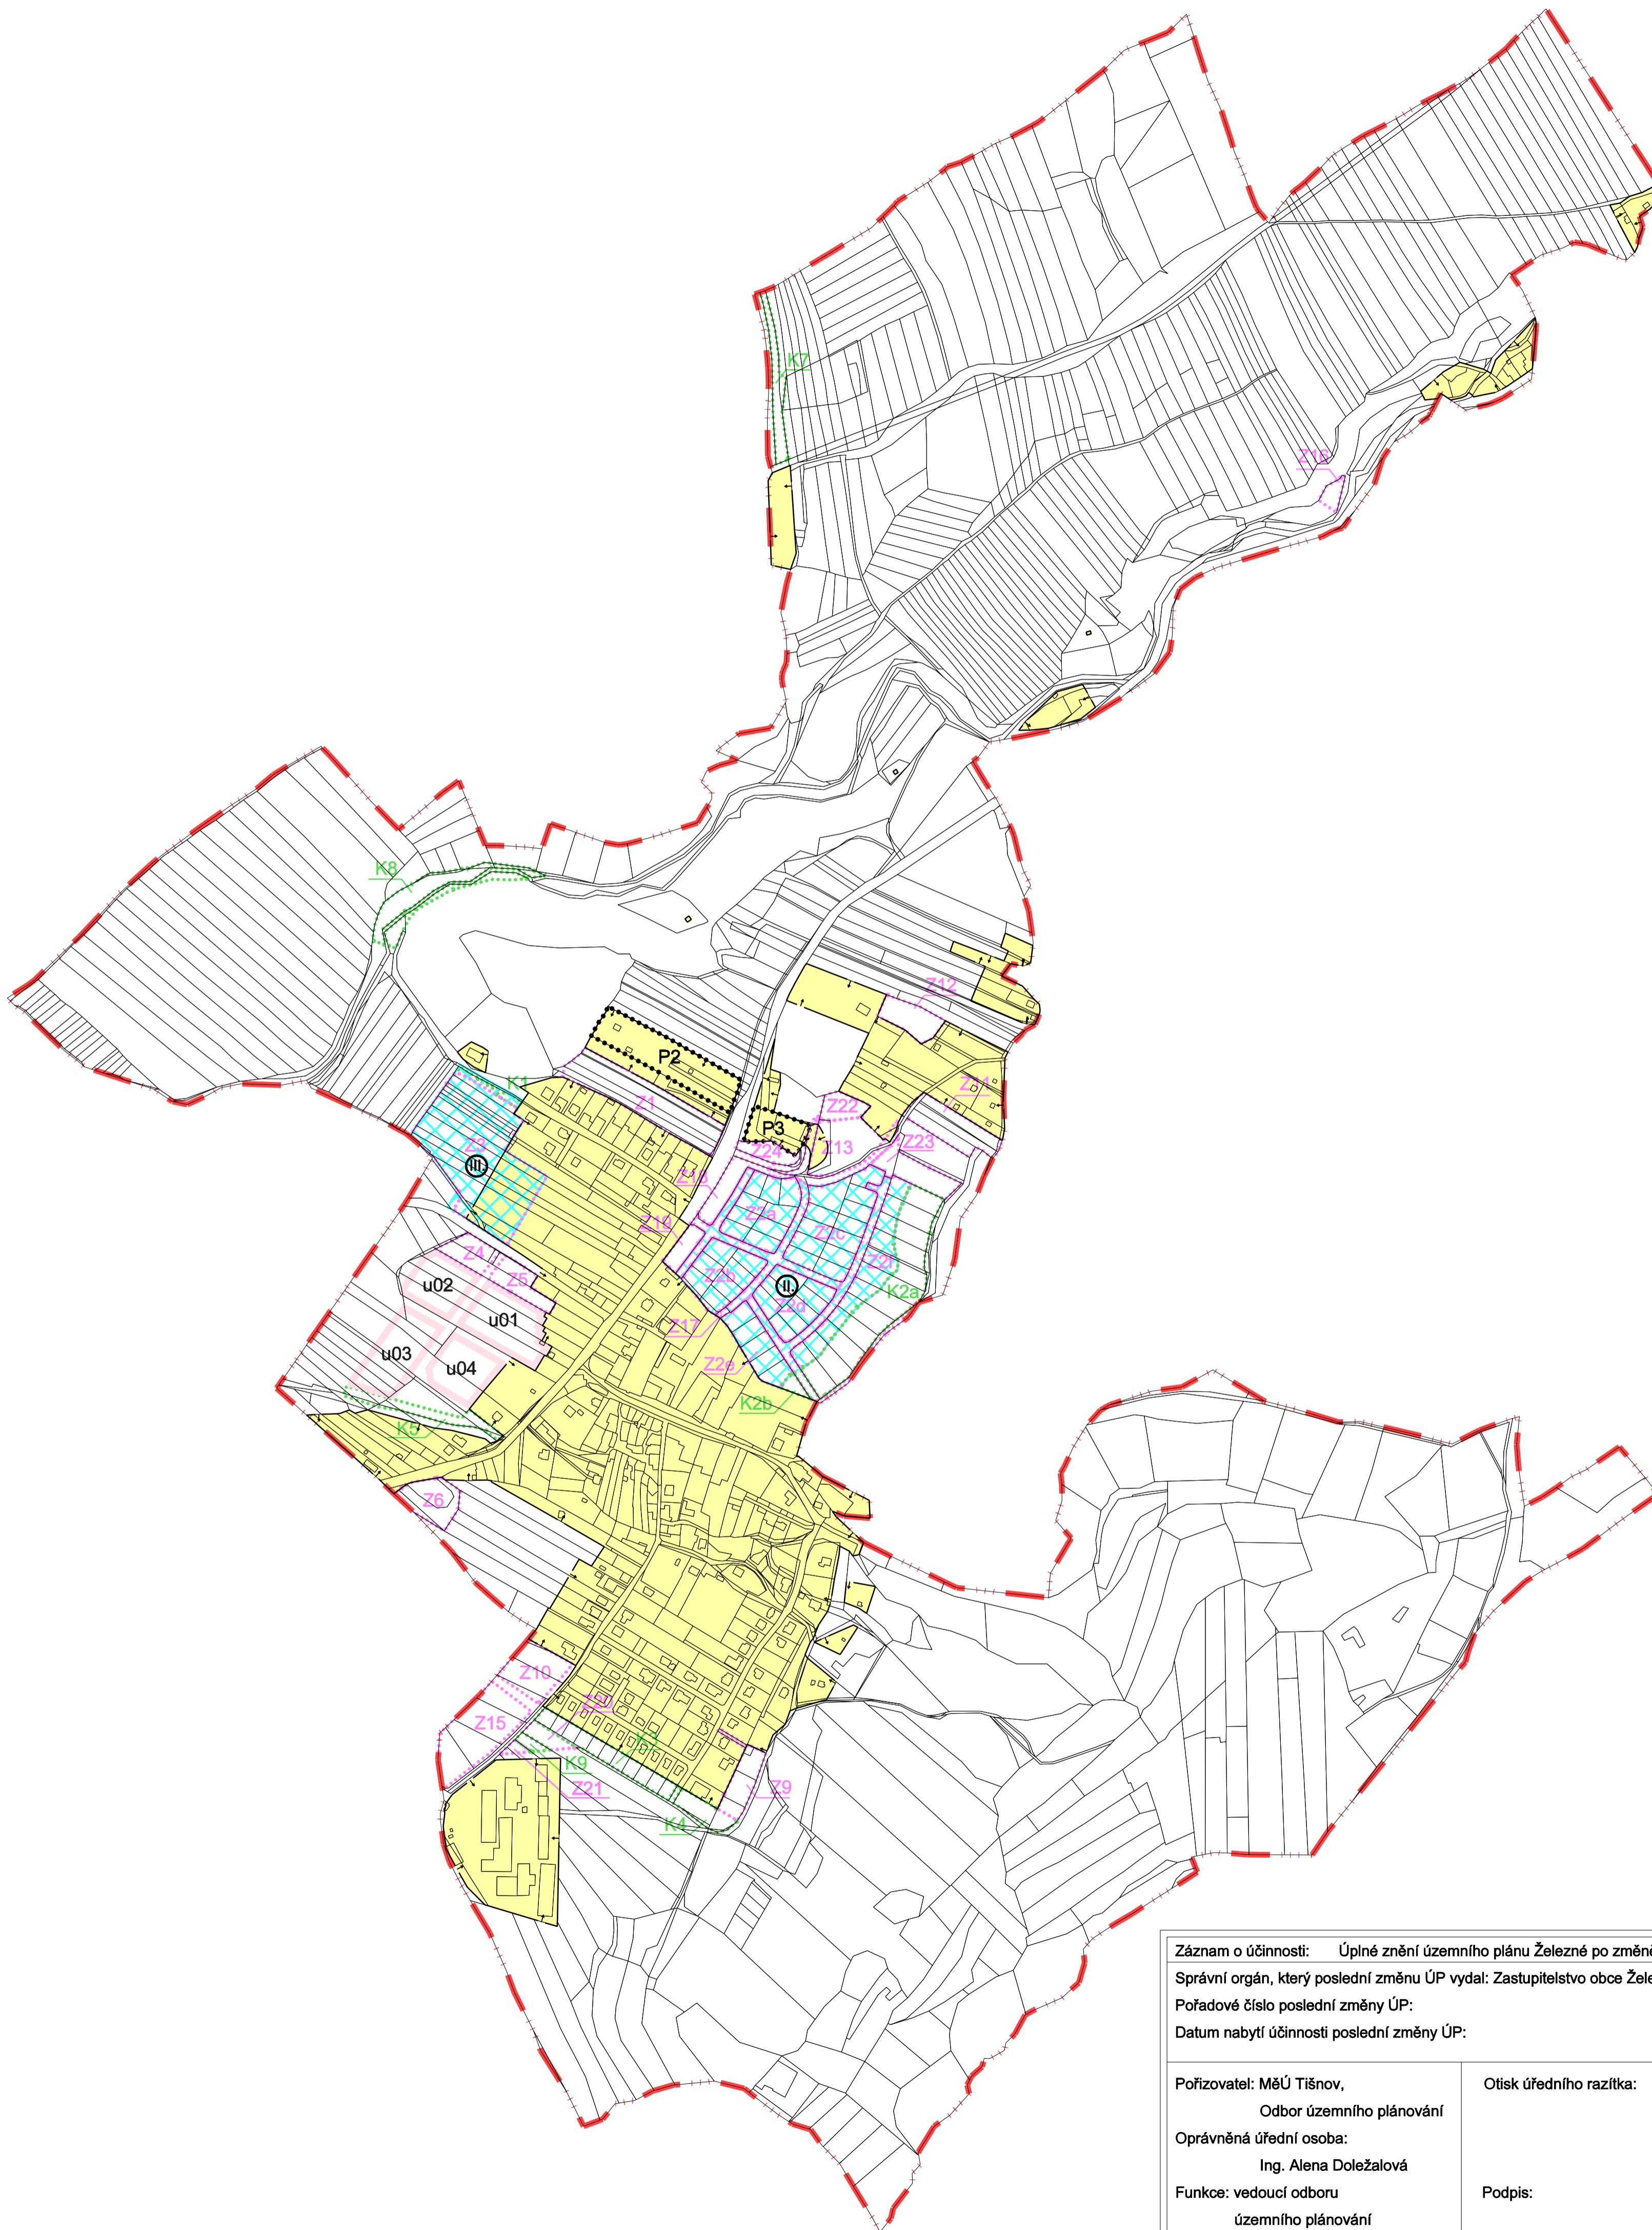 K7
Z16
K8
Z12
P2
K1
Z1
Z11
Z22
P3
Z13
Z23
Z24
Z3
III.
Z18
Z2a
Z19
Z2c
Z4
Z2b
Z2f
Z5
u02
II.
K2a
Z2d
u01
Z17
u03
Z2e
u04
K2b
K5
Z6
Z10
Z20
Z15
K3
K9
Z21
Z9
K4
Záznam o účinnosti: Úplné znění územního plánu Železné po změně
Správní orgán, který poslední změnu ÚP vydal: Zastupitelstvo obce Žele
Pořadové číslo poslední změny ÚP:
Datum nabytí účinnosti poslední změny ÚP:
Pořizovatel: MěÚ Tišnov,
Odbor územního plánování
Oprávněná úřední osoba:
Ing. Alena Doležalová
Funkce: vedoucí odboru
územního plánování
Otisk úředního razítka:
Podpis: